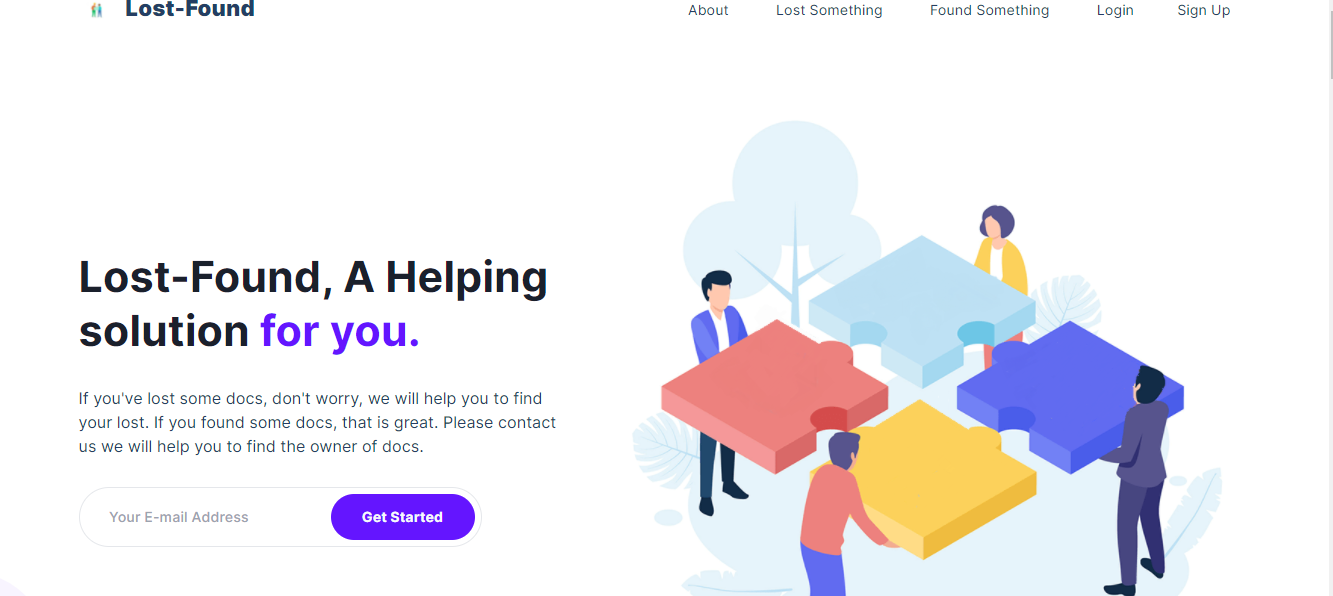 Lost-Found
About Lost Something Found Something Login Sign Up
Lost-Found, A Helping
solution for you.
If you've lost some docs, don't worry, we will help you to find
your lost. If you found some docs, that is great. Please contact
us we will help you to find the owner of docs.
Your E-mail Address Get Started